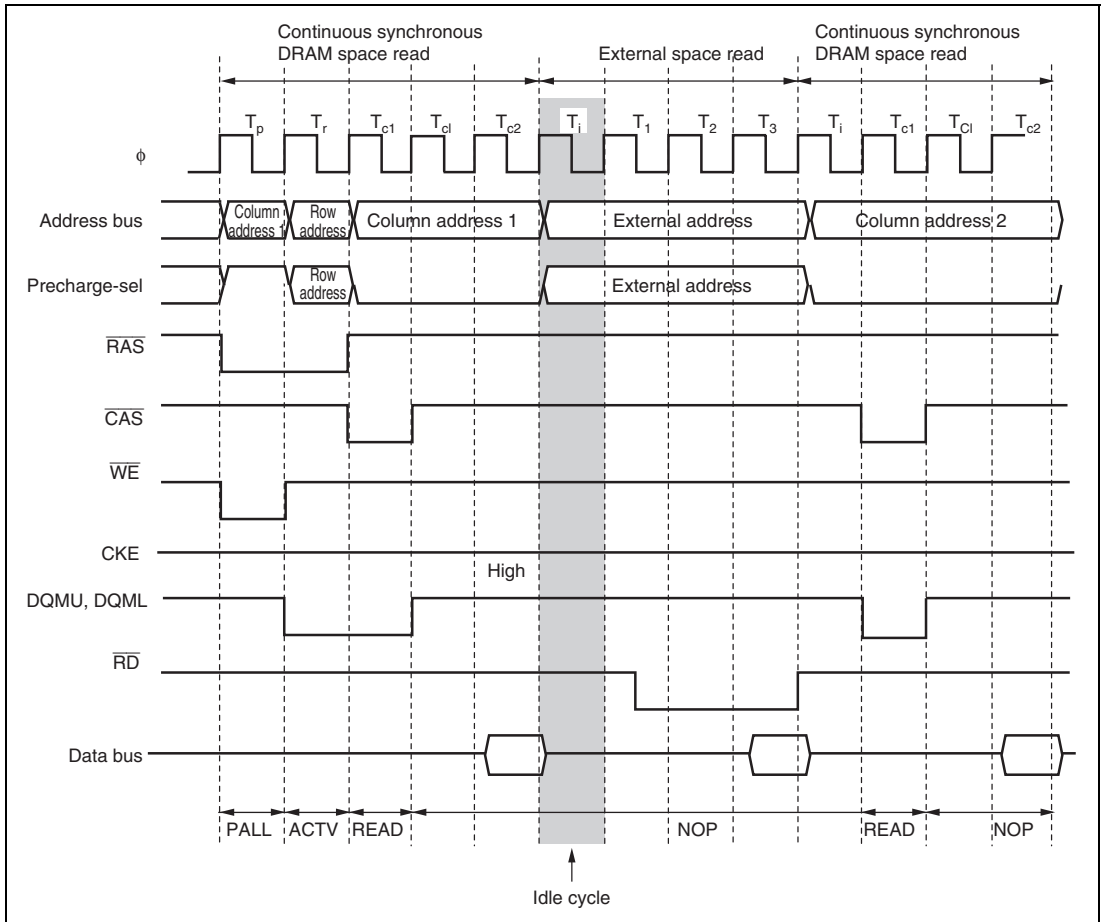 Continuous synchronous
DRAM space read
External space read
Continuous synchronous
DRAM space read
Tp Tr Tc1 Tcl Tc2 Ti T1 T2 T3 Ti Tc1 TCl Tc2
ϕ
Address bus
Column
address 1
Row
address
Column address 1
External address
Column address 2
Precharge-sel
Row
address
External address
RAS
CAS
WE
CKE
High
DQMU, DQML
RD
Data bus
PALL ACTV READ NOP READ NOP
Idle cycle